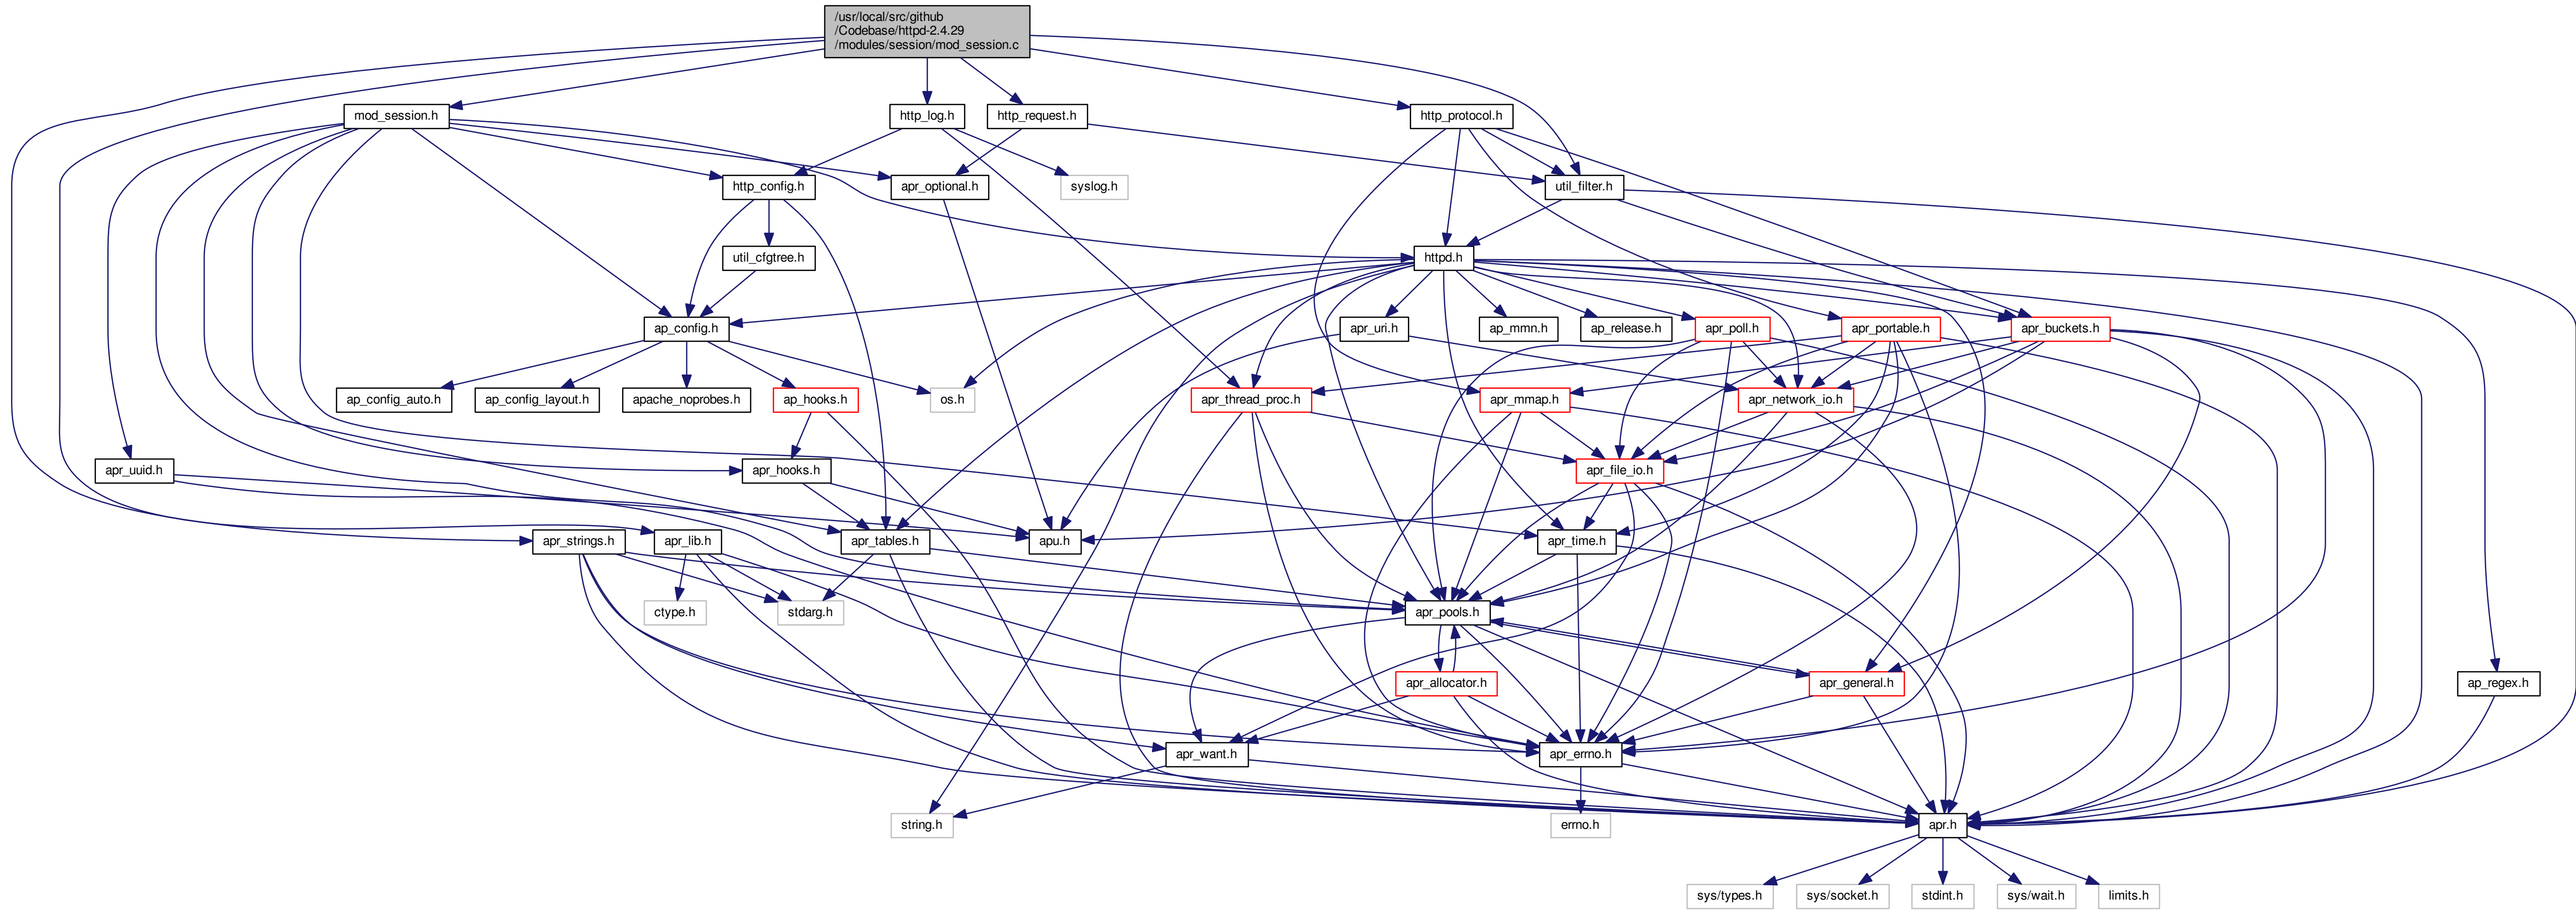 /usr/local/src/github
/Codebase/httpd-2.4.29
/modules/session/mod_session.c
mod_session.h
http_log.h
http_request.h
http_protocol.h
http_config.h
apr_optional.h
syslog.h
util_filter.h
util_cfgtree.h
httpd.h
ap_config.h
apr_uri.h
ap_mmn.h
ap_release.h
apr_poll.h
apr_portable.h
apr_buckets.h
ap_config_auto.h
ap_config_layout.h
apache_noprobes.h
ap_hooks.h
os.h
apr_thread_proc.h
apr_mmap.h
apr_network_io.h
apr_uuid.h
apr_hooks.h
apr_file_io.h
apr_strings.h
apr_lib.h
apr_tables.h
apu.h
apr_time.h
ctype.h
stdarg.h
apr_pools.h
apr_allocator.h
apr_general.h
ap_regex.h
apr_want.h
apr_errno.h
string.h
errno.h
apr.h
sys/types.h
sys/socket.h
stdint.h
sys/wait.h
limits.h